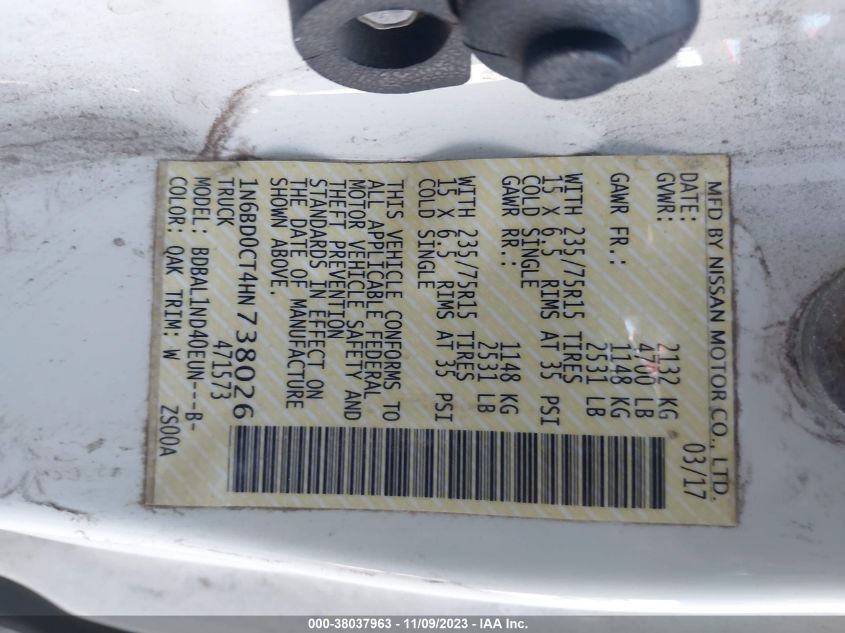 MFD BY NISSAN MOTOR CO., LTD.
DATE: 03/17
GVWR: 2132 KG
4700 LB
GAWR FR.: 1148 KG
2531 LB
WITH 235/75R15 TIRES
15 X 6.5 RIMS AT 35 PSI
COLD SINGLE
GAWR RR.: 1148 KG
2531 LB
WITH 235/75R15 TIRES
15 X 6.5 RIMS AT 35 PSI
COLD SINGLE
THIS VEHICLE CONFORMS TO
ALL APPLICABLE FEDERAL
MOTOR VEHICLE SAFETY AND
THEFT PREVENTION
STANDARDS IN EFFECT ON
THE DATE OF MANUFACTURE
SHOWN ABOVE.
1N6BD0CT4HN738026
TRUCK 471573
MODEL: BDBAL1ND40EUN---B-
COLOR: QAK TRIM: W ZS00A
000-38037963 - 11/09/2023 - IAA Inc.